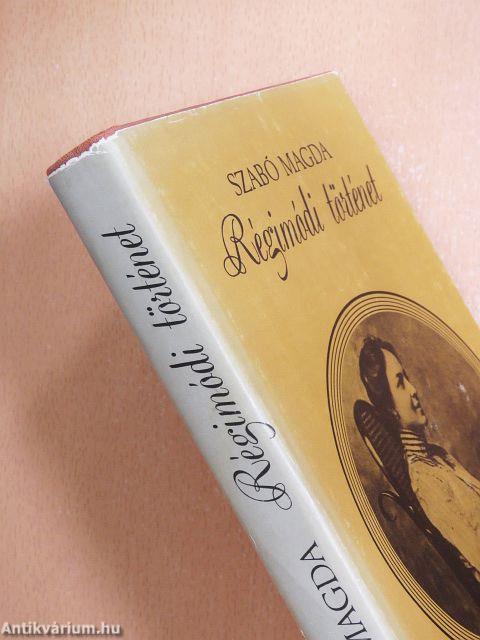 SZABÓ MAGDA
Régimódi történet
MAGDA Régimódi történet
Antikvárium.hu